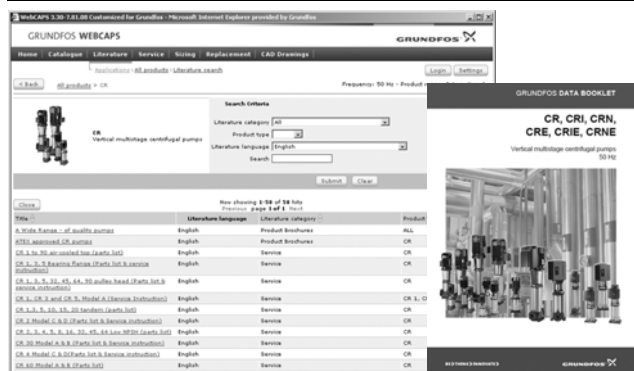 WebCAPS 3.30-7.81.08 Customized for Grundfos - Microsoft Internet Explorer provided by Grundfos
GRUNDFOS WEBCAPS
GRUNDFOS
Home Catalogue Literature Service Sizing Replacement CAD Drawings
Applications All products Literature search
Login Settings
< Back All products > CR
Frequency: 50 Hz - Product
CR
Vertical multistage centrifugal pumps
Search Criteria
Literature category All
Product type
Literature language English
Search
Submit Clear
Close
Now showing 1-58 of 58 hits
Previous page 1 of 1 Next
Title Literature language Literature category Product
A Wide Range - of quality pumps English Product Brochures ALL
ATEX approved CR pumps English Product Brochures CR
CR 2 to 90 air-cooled top (parts list) English Service CR
CR 1, 3, 5 Bearing flange (Parts list & service instruction) English Service CR
CR 1, 3, 5, 32, 45, 64, 90 pulley head (Parts list & service instruction) English Service CR
CR 1, CR 3 and CR 5, Model A (Service Instruction) English Service CR 1, C
CR 1,3, 5, 10, 15, 20 tandem (parts list) English Service CR
CR 2 Model C & D (Parts list & Service instruction) English Service CR
CR 2, 3, 4, 5, 8, 16, 32, 45, 64 Low NPSH (parts list) English Service CR
CR 30 Model A & B (Parts list & Service instruction) English Service CR
CR 4 Model C & D(Parts list & Service instruction) English Service CR
CR 60 Model A & B (Parts list) English Service CR
GRUNDFOS DATA BOOKLET
CR, CRI, CRN,
CRE, CRIE, CRNE
Vertical multistage centrifugal pumps
50 Hz
BE > THINK > INNOVATE >
GRUNDFOS